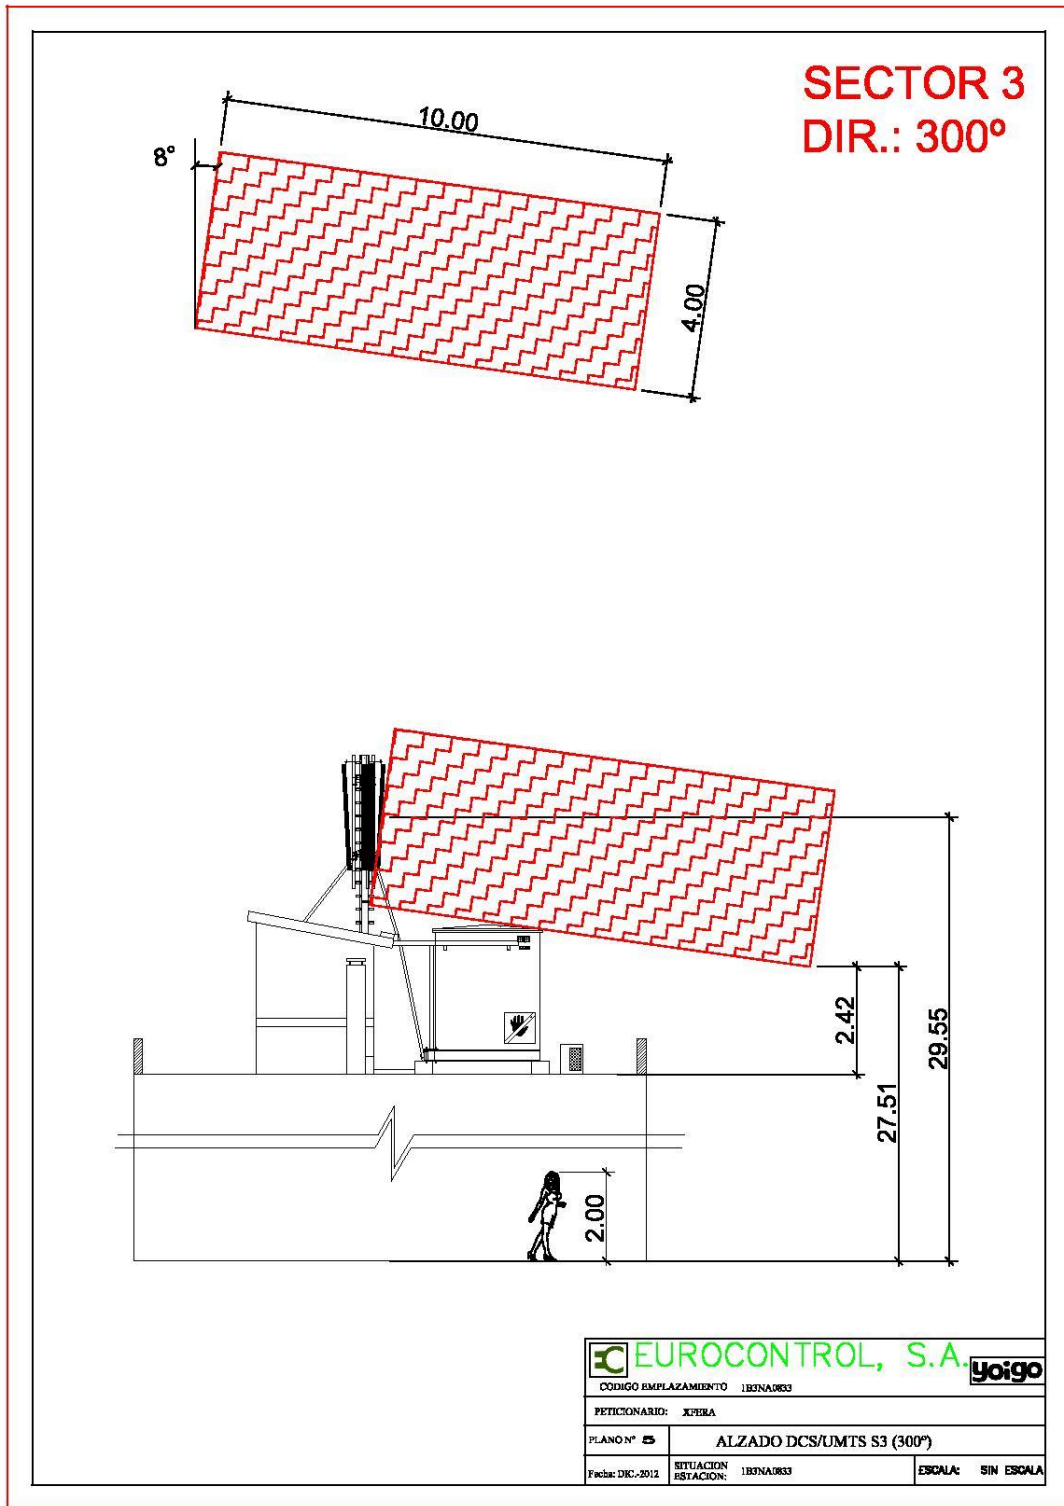 SECTOR 3
DIR.: 300º
10.00
8°
4.00
2.42
29.55
27.51
2.00
EUROCONTROL, S.A.
yoigo
CODIGO EMPLAZAMIENTO 1B3NA0833
PETICIONARIO: XFERA
PLANO Nº 5 ALZADO DCS/UMTS S3 (300º)
Fecha: DIC.-2012 SITUACION ESTACION: 1B3NA0833 ESCALA: SIN ESCALA